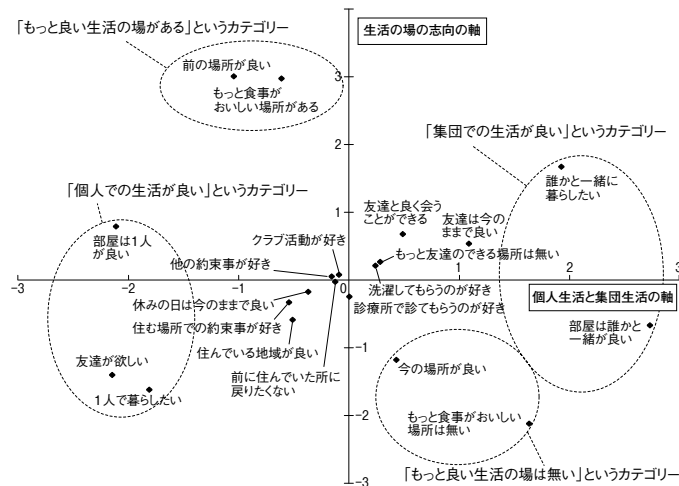 「もっと良い生活の場がある」というカテゴリー
生活の場の志向の軸
前の場所が良い
もっと食事が
おいしい場所がある
3
2
「集団での生活が良い」というカテゴリー
誰かと一緒に
暮らしたい
「個人での生活が良い」というカテゴリー
1
友達と良く会う
ことができる
友達は今の
ままで良い
部屋は1人
が良い
クラブ活動が好き
もっと友達のできる場所は無い
他の約束事が好き
−3
−2
−1
0
0
1
2
3
洗濯してもらうのが好き
個人生活と集団生活の軸
休みの日は今のままで良い
診療所で診てもらうのが好き
住む場所での約束事が好き
部屋は誰かと
一緒が良い
住んでいる地域が良い
−1
友達が欲しい
前に住んでいた所に
戻りたくない
今の場所が良い
1人で暮らしたい
−2
もっと食事がおいしい
場所は無い
−3
「もっと良い生活の場は無い」というカテゴリー